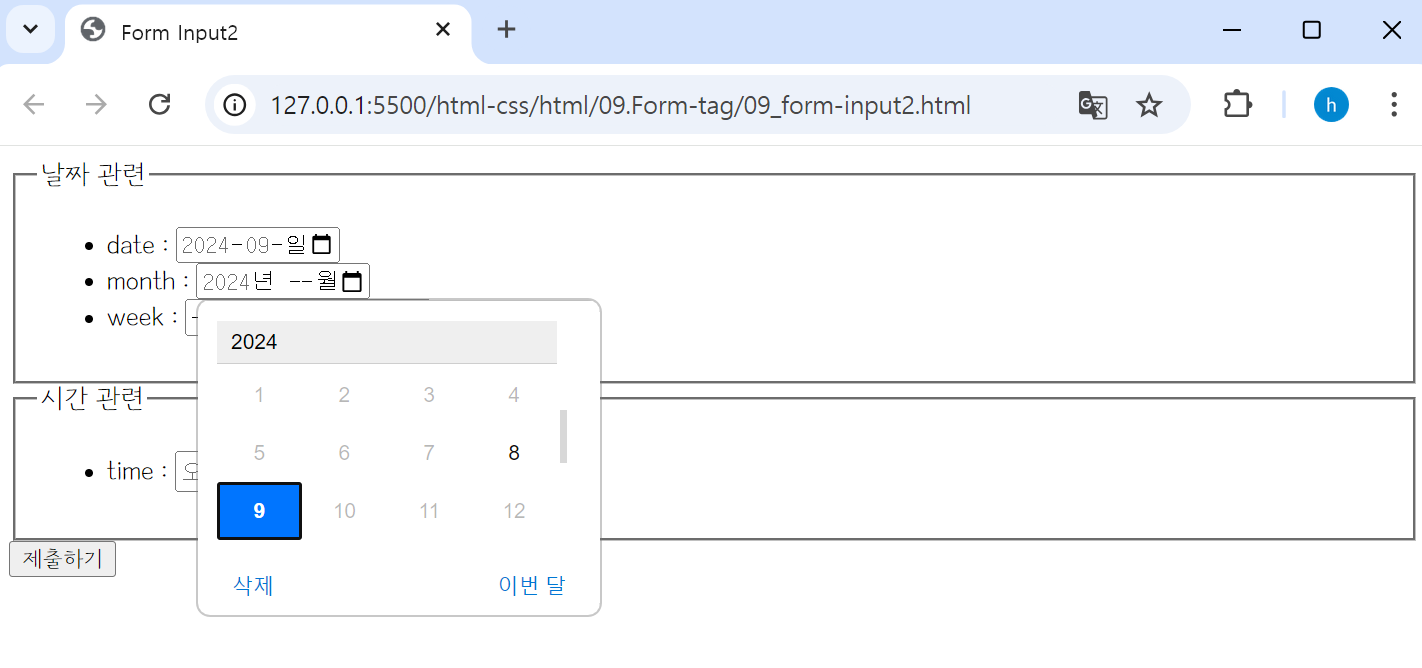 Form Input2
127.0.0.1:5500/html-css/html/09.Form-tag/09_form-input2.html
h
날짜 관련
date : 2024-09-일
month : 2024년 --월
week :
2024
1 2 3 4
5 6 7 8
9 10 11 12
삭제 이번 달
시간 관련
time : 오
제출하기